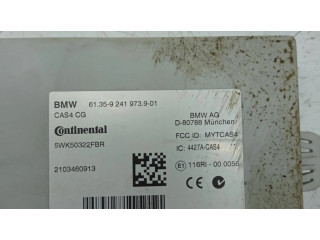 BMW 61.35-9 241 973.9-01
CAS4 CG
BMW AG
D-80788 München
Continental
FCC ID: MYTCAS4
5WK50322FBR
IC: 4427A-CAS4
2103460913
E1 116RI - 00 0056